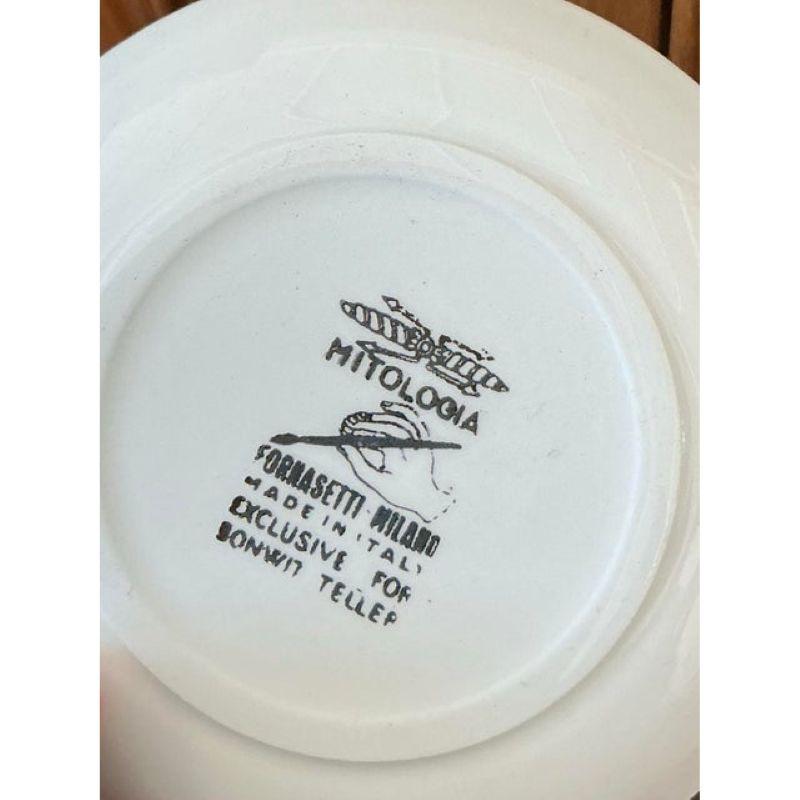 MITOLOGIA
FORNASETTI-MILANO
MADE IN ITALY
EXCLUSIVE FOR
BONWIT TELLER